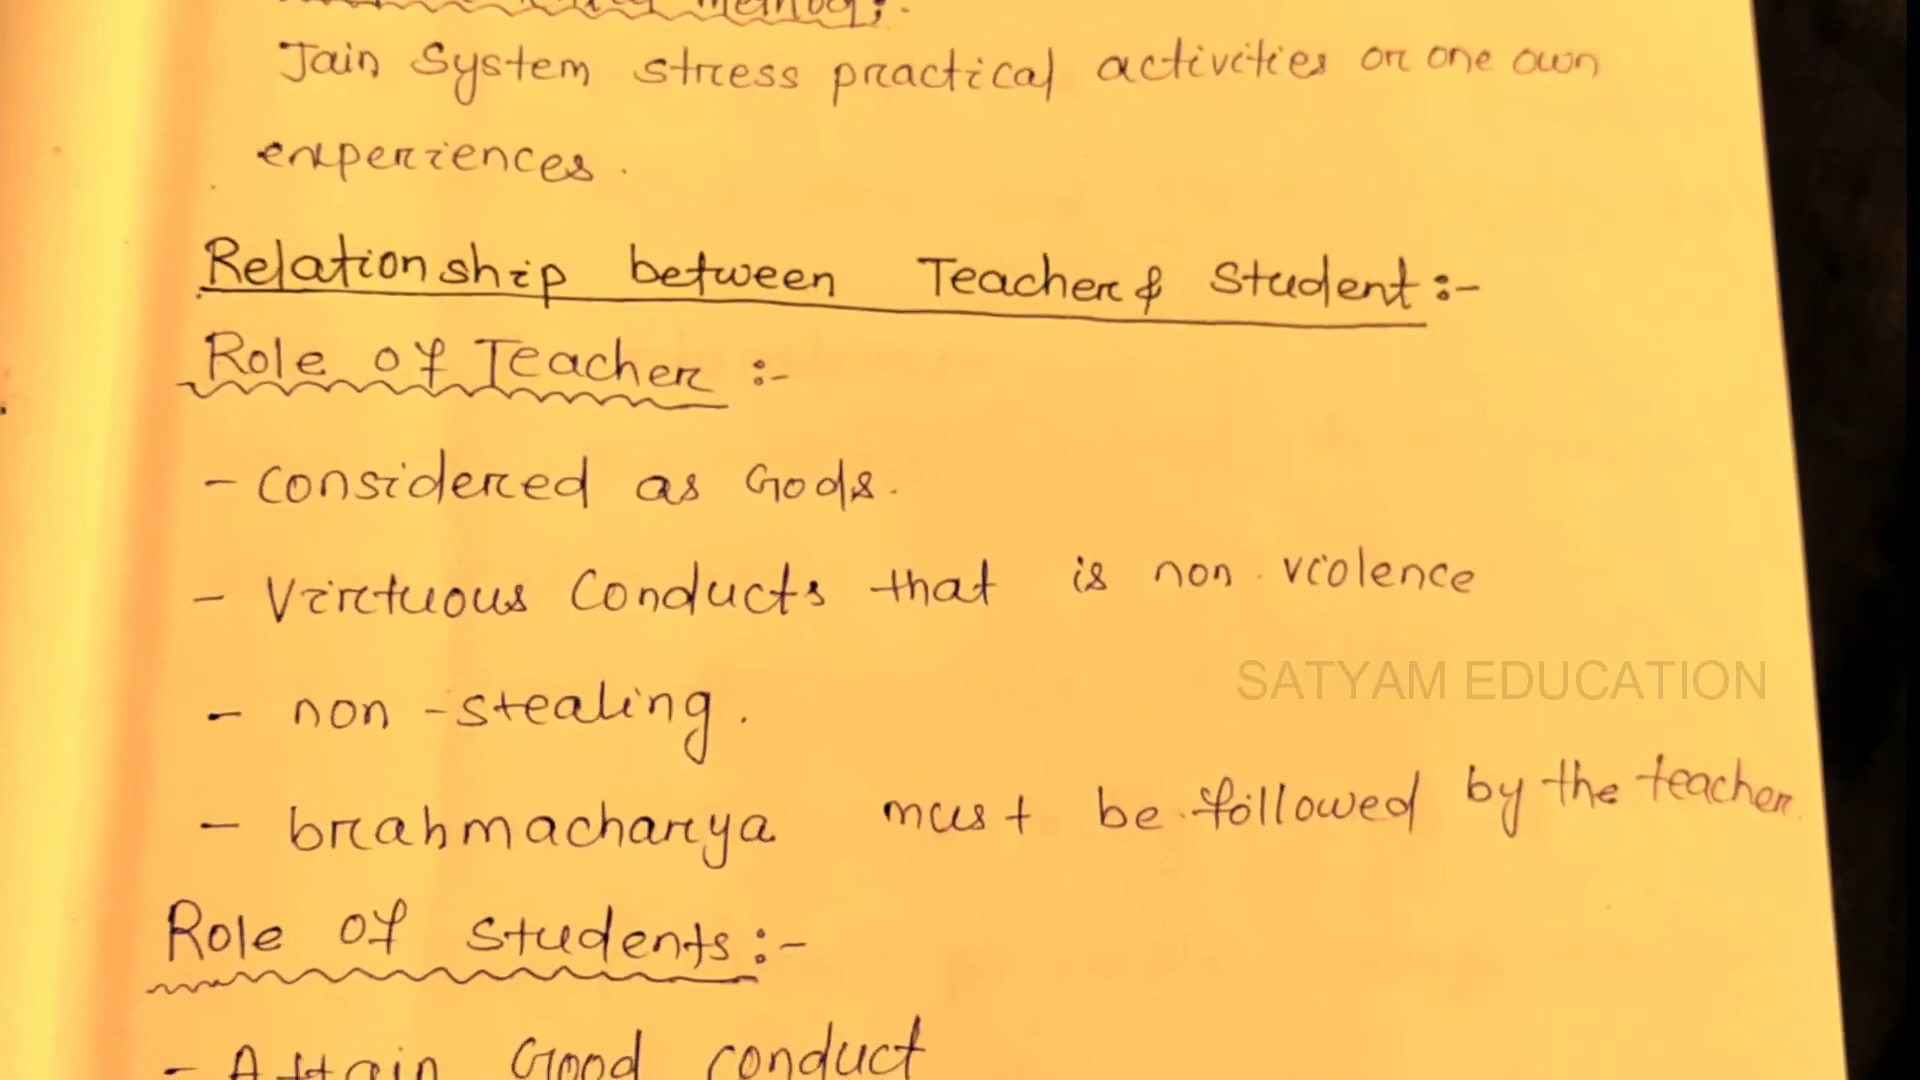 method;-
Jain System stress practical activities or one own
experiences.
Relationship between Teacher & Student:-
Role of Teacher :-
- Considered as Gods.
- Virtuous Conducts that is non violence
SATYAM EDUCATION
- non-stealing.
- brahmacharya must be followed by the teacher.
Role of students:-
- Attain Good conduct